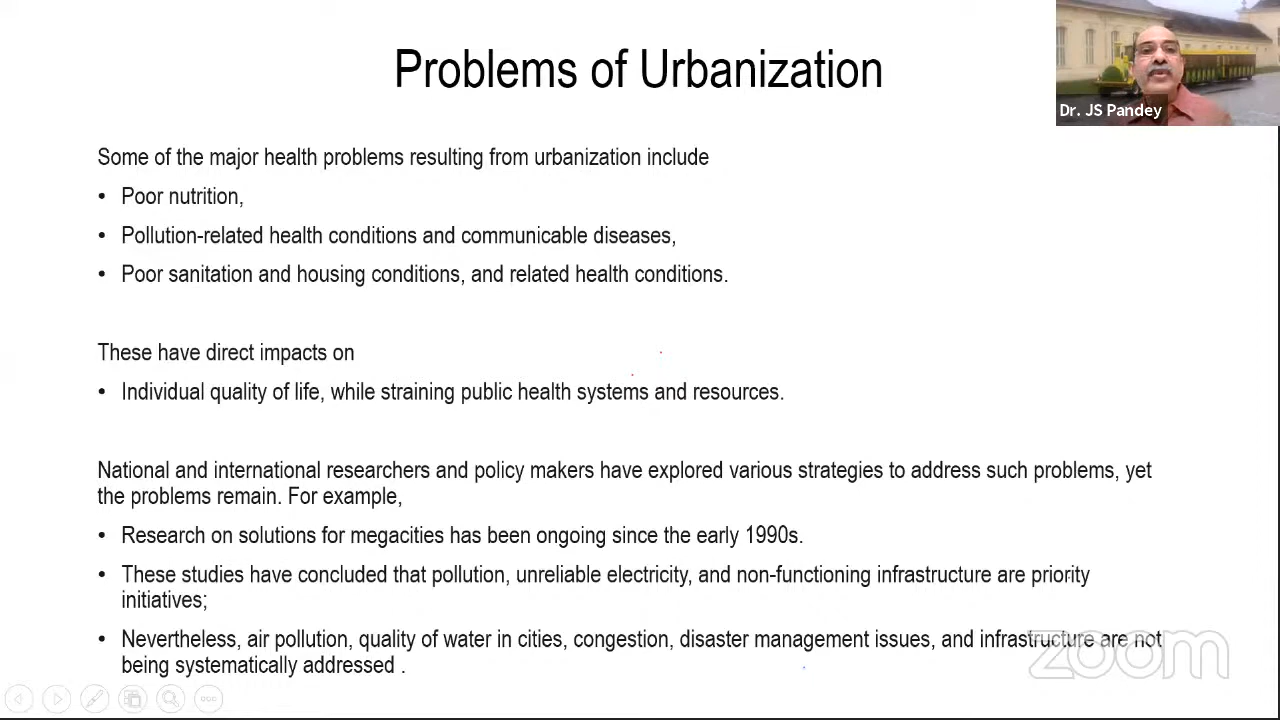 Problems of Urbanization
Dr. JS Pandey
Some of the major health problems resulting from urbanization include
• Poor nutrition,
• Pollution-related health conditions and communicable diseases,
• Poor sanitation and housing conditions, and related health conditions.
These have direct impacts on
• Individual quality of life, while straining public health systems and resources.
National and international researchers and policy makers have explored various strategies to address such problems, yet
the problems remain. For example,
• Research on solutions for megacities has been ongoing since the early 1990s.
• These studies have concluded that pollution, unreliable electricity, and non-functioning infrastructure are priority
initiatives;
• Nevertheless, air pollution, quality of water in cities, congestion, disaster management issues, and infrastructure are not
being systematically addressed .
zoom